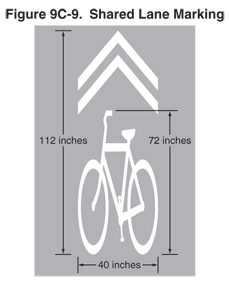 Figure 9C-9.  Shared Lane Marking
112 inches
72 inches
40 inches